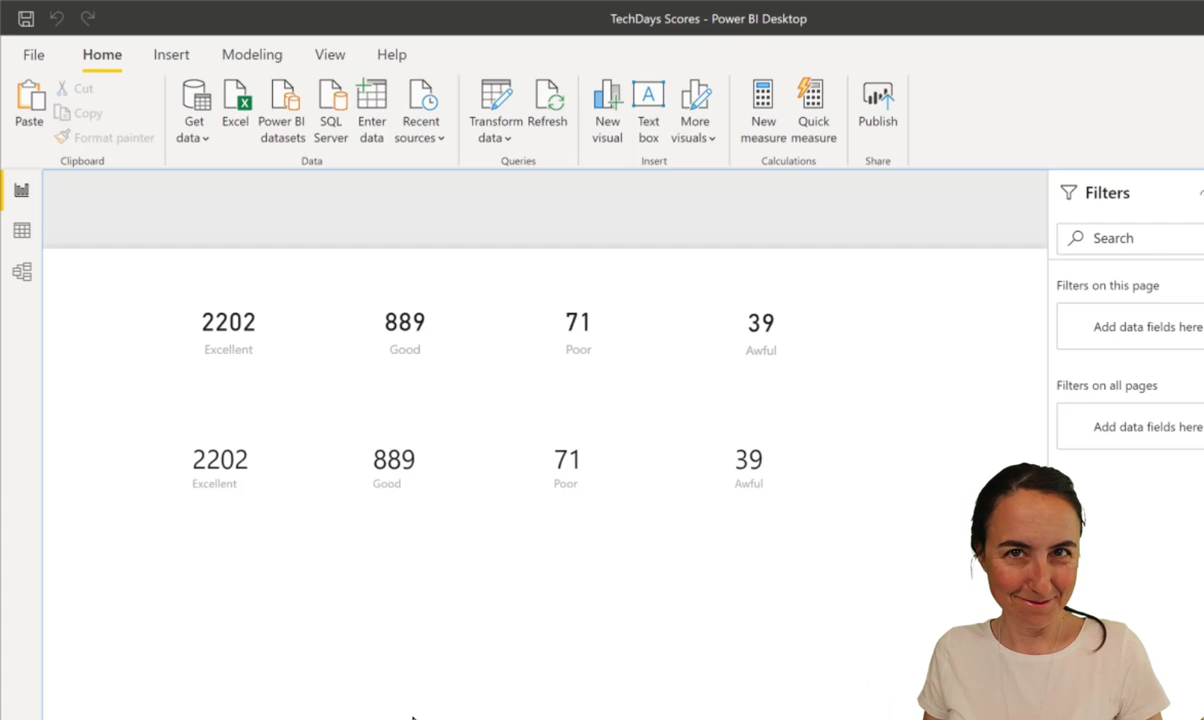 TechDays Scores - Power BI Desktop
File Home Insert Modeling View Help
Paste
Cut
Copy
Format painter
Clipboard
Get data
Excel
Power BI datasets
SQL Server
Enter data
Recent sources
Data
Transform data
Refresh
Queries
New visual
A
Text box
More visuals
Insert
New measure
Quick measure
Calculations
Publish
Share
2202 889 71 39
Excellent Good Poor Awful
2202 889 71 39
Excellent Good Poor Awful
Filters
Search
Filters on this page
Add data fields here
Filters on all pages
Add data fields here